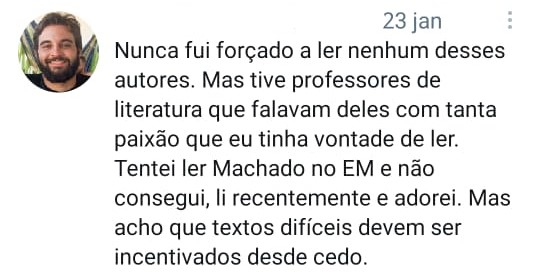 23 jan
Nunca fui forçado a ler nenhum desses
autores. Mas tive professores de
literatura que falavam deles com tanta
paixão que eu tinha vontade de ler.
Tentei ler Machado no EM e não
consegui, li recentemente e adorei. Mas
acho que textos difíceis devem ser
incentivados desde cedo.